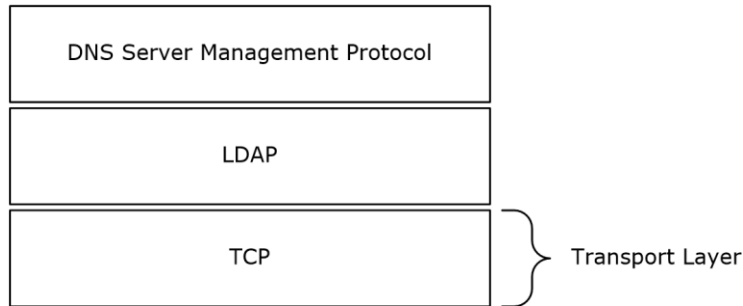 DNS Server Management Protocol
LDAP
TCP
Transport Layer